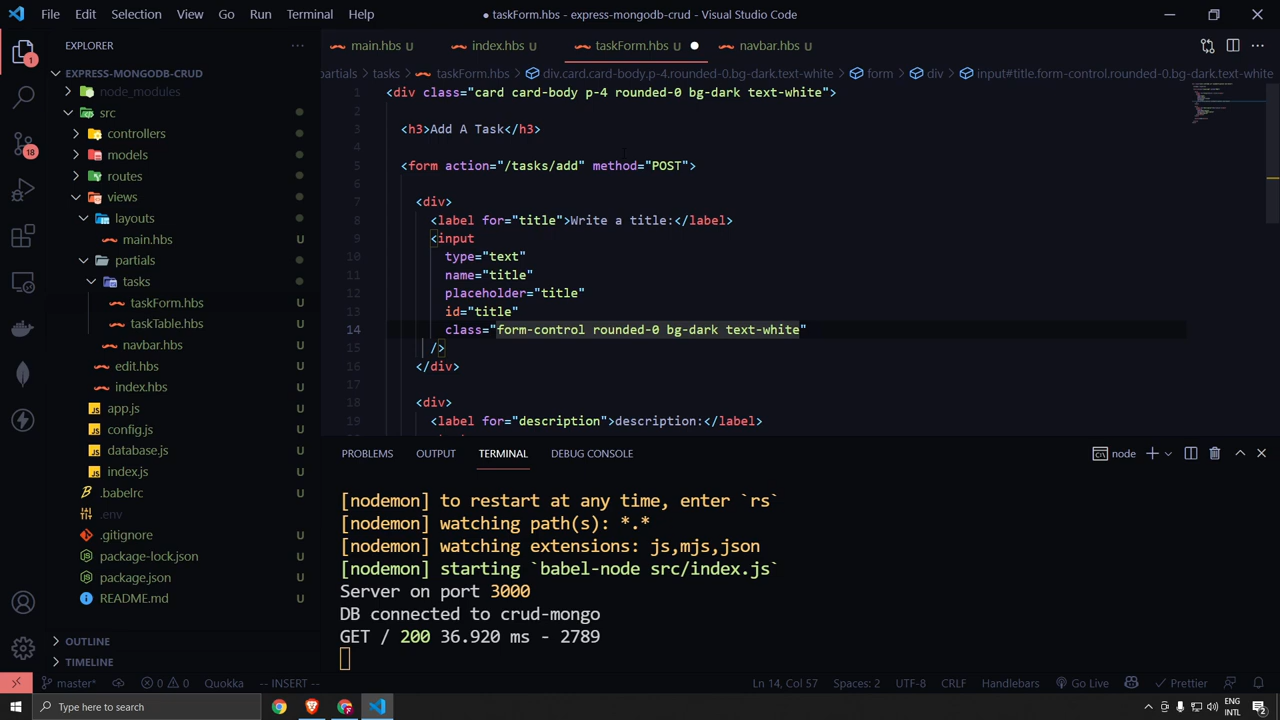 File Edit Selection View Go Run Terminal Help
● taskForm.hbs - express-mongodb-crud - Visual Studio Code
EXPLORER
1
EXPRESS-MONGODB-CRUD
node_modules
src
controllers
models
routes
views
layouts
main.hbs U
partials
tasks
taskForm.hbs U
taskTable.hbs U
navbar.hbs U
edit.hbs U
index.hbs U
app.js U
config.js U
database.js U
index.js U
.babelrc U
.env
.gitignore U
package-lock.json U
package.json U
README.md U
OUTLINE
TIMELINE
18
main.hbs U index.hbs U taskForm.hbs U ● navbar.hbs U
partials > tasks > taskForm.hbs > div.card.card-body.p-4.rounded-0.bg-dark.text-white > form > div > input#title.form-control.rounded-0.bg-dark.text-white
1 <div class="card card-body p-4 rounded-0 bg-dark text-white">
2
3 <h3>Add A Task</h3>
4
5 <form action="/tasks/add" method="POST">
6
7 <div>
8 <label for="title">Write a title:</label>
9 <input
10 type="text"
11 name="title"
12 placeholder="title"
13 id="title"
14 class="form-control rounded-0 bg-dark text-white"
15 />
16 </div>
17
18 <div>
19 <label for="description">description:</label>
PROBLEMS OUTPUT TERMINAL DEBUG CONSOLE
node
[nodemon] to restart at any time, enter `rs`
[nodemon] watching path(s): *.*
[nodemon] watching extensions: js,mjs,json
[nodemon] starting `babel-node src/index.js`
Server on port 3000
DB connected to crud-mongo
GET / 200 36.920 ms - 2789
master* 0 0 Quokka -- INSERT -- Ln 14, Col 57 Spaces: 2 UTF-8 CRLF Handlebars Go Live Prettier
Type here to search
ENG
INTL
2